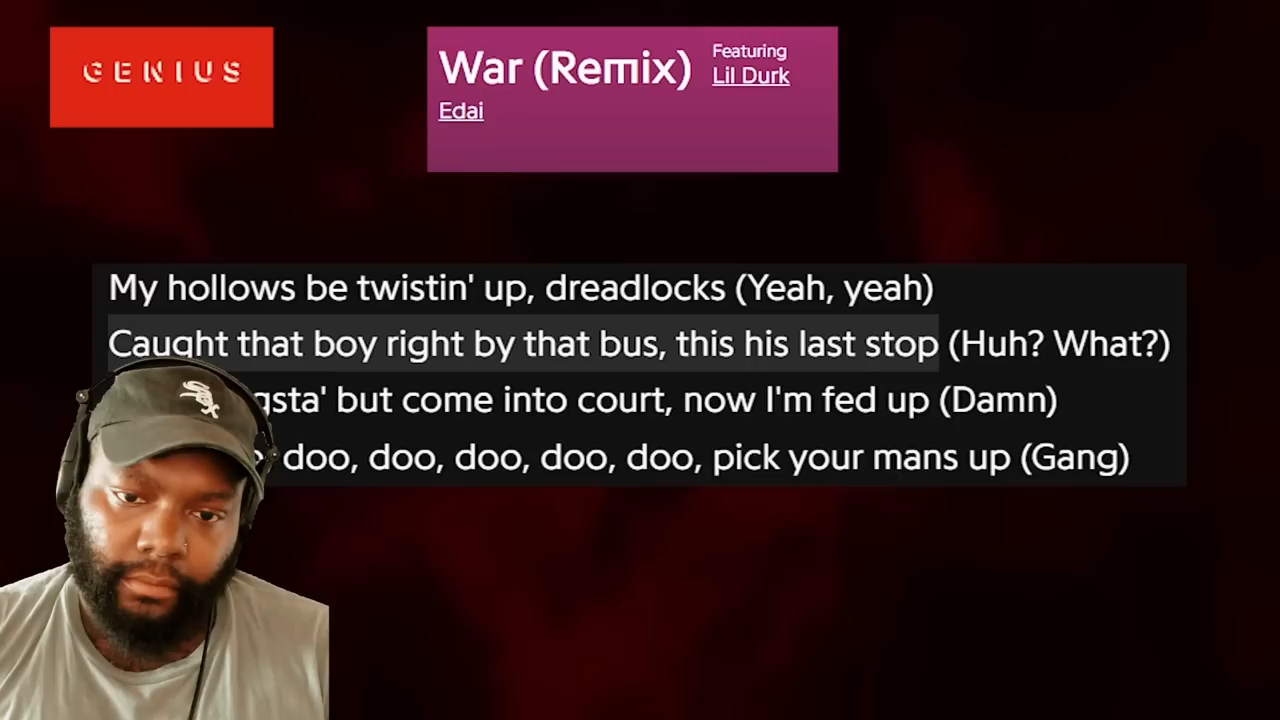 GENIUS
War (Remix)
Featuring
Lil Durk
Edai
My hollows be twistin' up, dreadlocks (Yeah, yeah)
Caught that boy right by that bus, this his last stop (Huh? What?)
but come into court, now I'm fed up (Damn)
doo, doo, doo, doo, doo, pick your mans up (Gang)
Sox